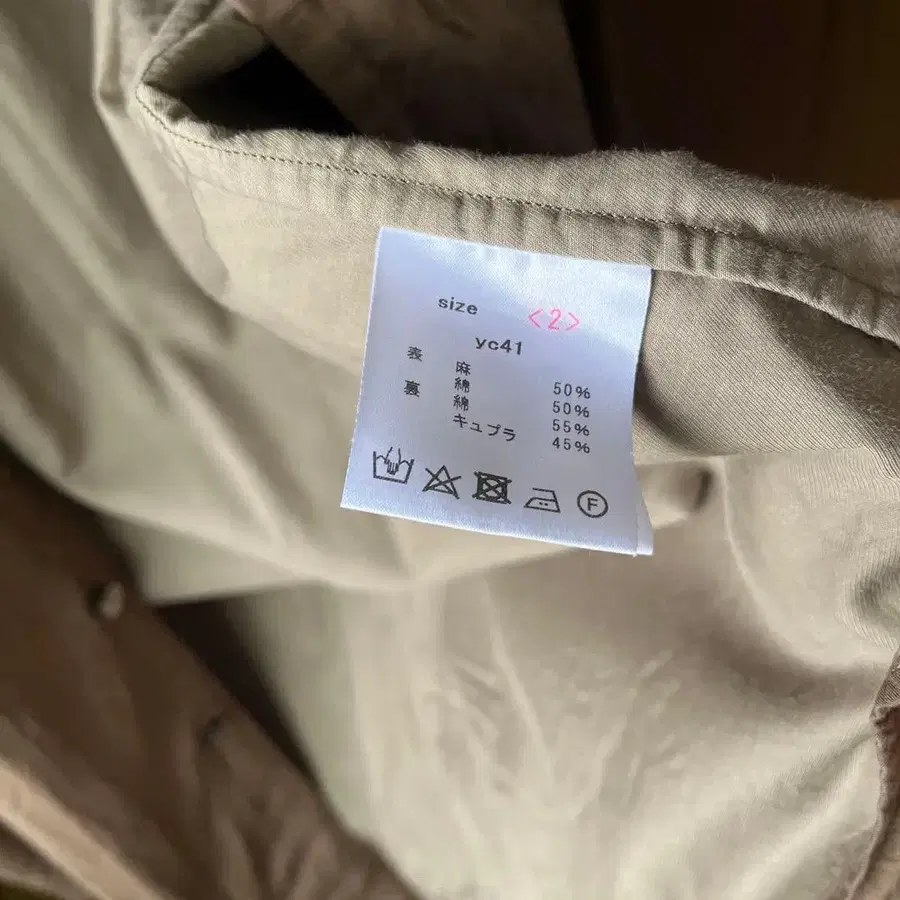 size <2>
yc41
表 麻 50%
綿 50%
裏 綿 55%
キュプラ 45%
F